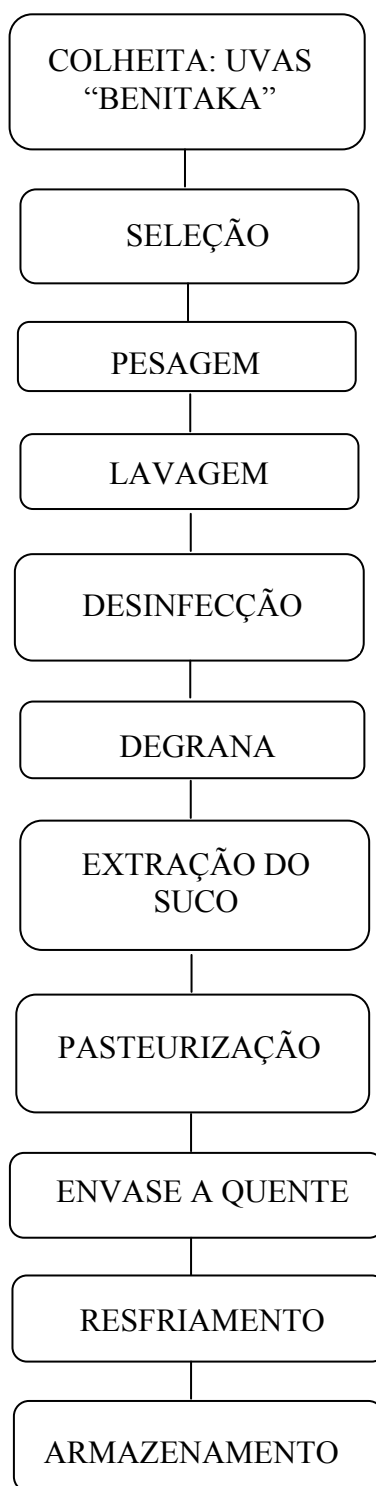 COLHEITA: UVAS
“BENITAKA”
SELEÇÃO
PESAGEM
LAVAGEM
DESINFECÇÃO
DEGRANA
EXTRAÇÃO DO
SUCO
PASTEURIZAÇÃO
ENVASE A QUENTE
RESFRIAMENTO
ARMAZENAMENTO